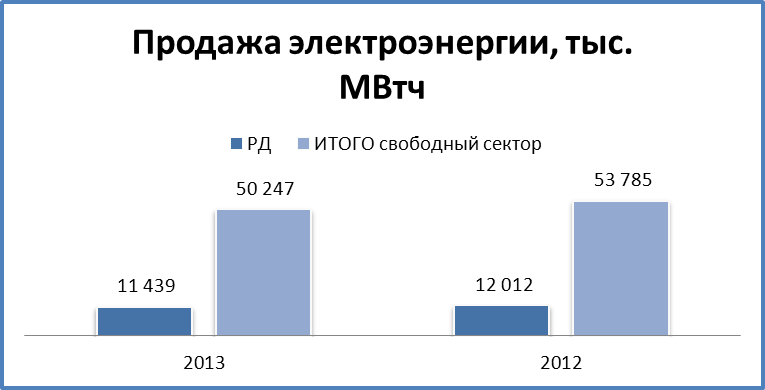 Продажа электроэнергии, тыс.
МВтч
РД ИТОГО свободный сектор
50 247 53 785
11 439 12 012
2013 2012